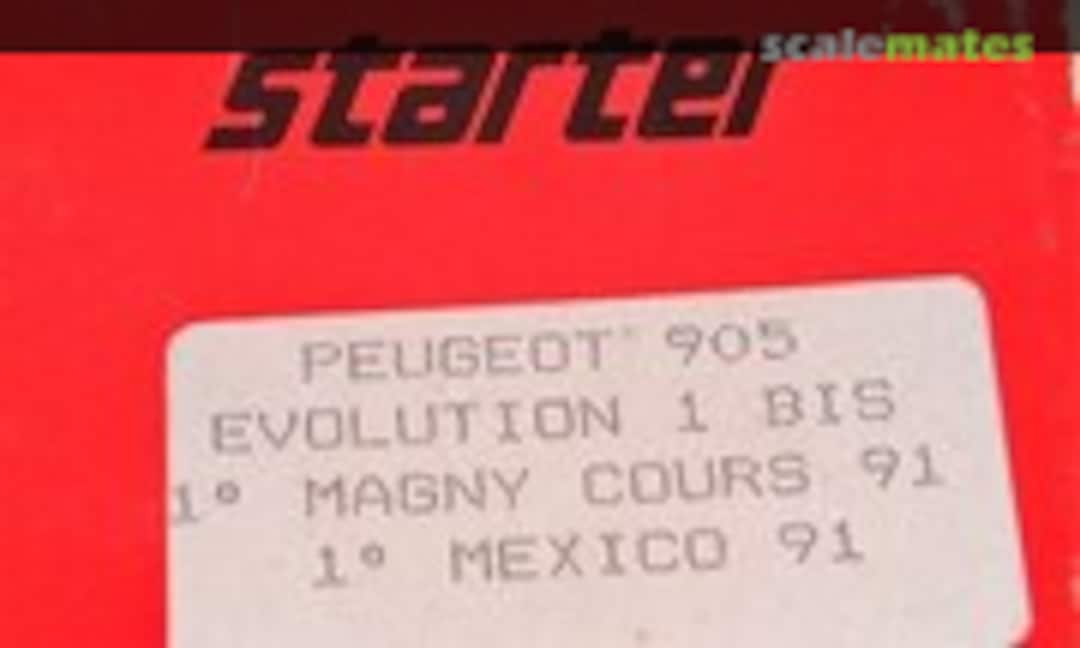 scalemates
starter
PEUGEOT 905
EVOLUTION 1 BIS
1° MAGNY COURS 91
1° MEXICO 91